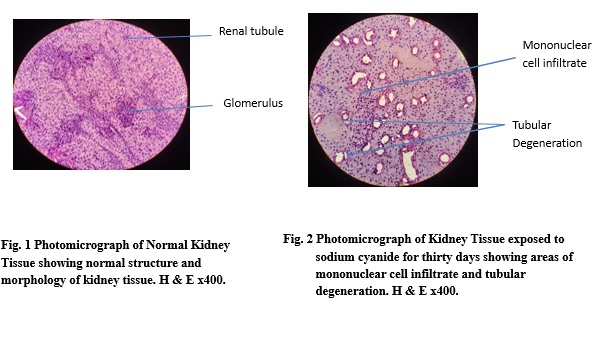 Renal tubule
Glomerulus
Fig. 1 Photomicrograph of Normal Kidney
Tissue showing normal structure and
morphology of kidney tissue. H & E x400.
Mononuclear
cell infiltrate
Tubular
Degeneration
Fig. 2 Photomicrograph of Kidney Tissue exposed to
sodium cyanide for thirty days showing areas of
mononuclear cell infiltrate and tubular
degeneration. H & E x400.